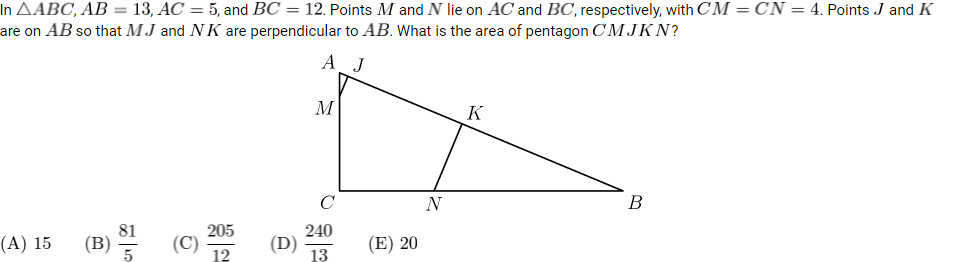 In △ABC, AB = 13, AC = 5, and BC = 12. Points M and N lie on AC and BC, respectively, with CM = CN = 4. Points J and K
are on AB so that MJ and NK are perpendicular to AB. What is the area of pentagon CMJKN?
A J
M
K
C N B
(A) 15 (B) 81/5 (C) 205/12 (D) 240/13 (E) 20